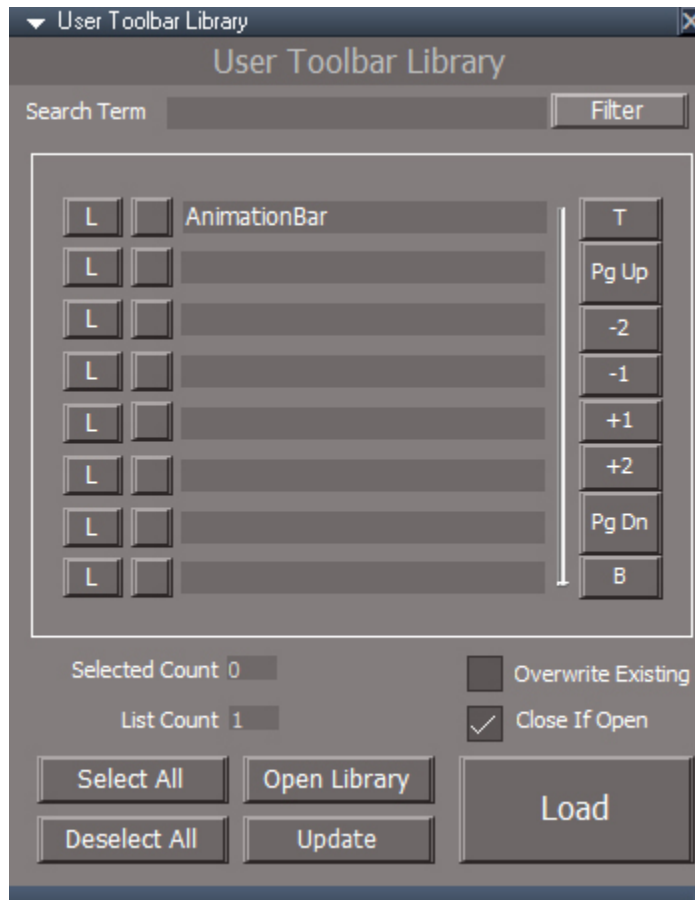 User Toolbar Library
User Toolbar Library
Search Term Filter
L AnimationBar T
L Pg Up
L -2
L -1
L +1
L +2
L Pg Dn
L B
Selected Count 0 Overwrite Existing
List Count 1 Close If Open
Select All Open Library Load
Deselect All Update